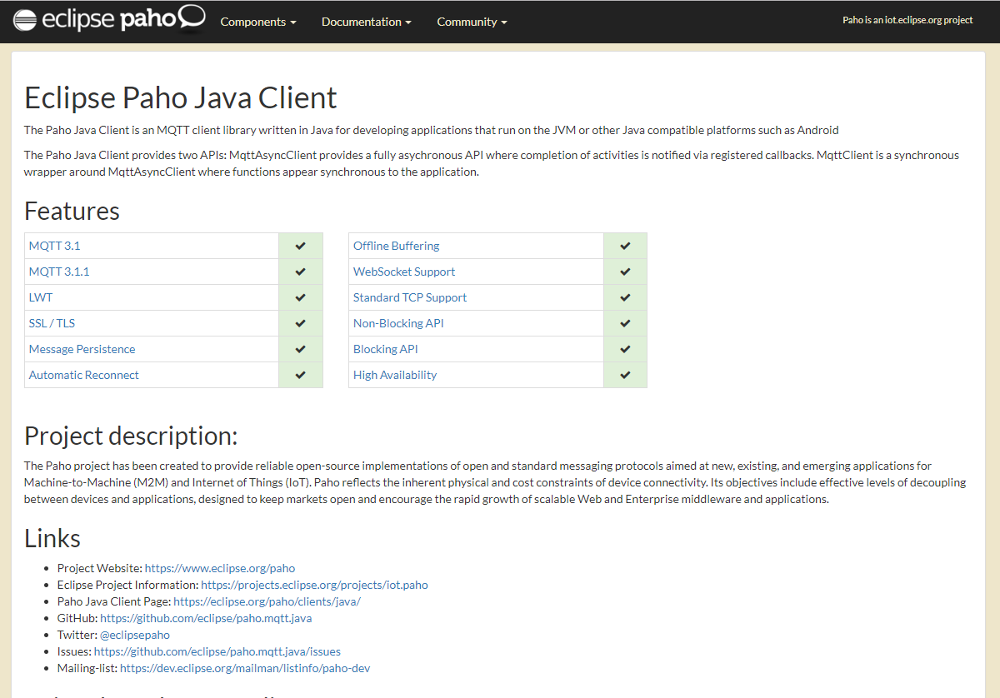 eclipse paho
Components
Documentation
Community
Paho is an iot.eclipse.org project
Eclipse Paho Java Client
The Paho Java Client is an MQTT client library written in Java for developing applications that run on the JVM or other Java compatible platforms such as Android
The Paho Java Client provides two APIs: MqttAsyncClient provides a fully asychronous API where completion of activities is notified via registered callbacks. MqttClient is a synchronous
wrapper around MqttAsyncClient where functions appear synchronous to the application.
Features
MQTT 3.1
Offline Buffering
MQTT 3.1.1
WebSocket Support
LWT
Standard TCP Support
SSL / TLS
Non-Blocking API
Message Persistence
Blocking API
Automatic Reconnect
High Availability
Project description:
The Paho project has been created to provide reliable open-source implementations of open and standard messaging protocols aimed at new, existing, and emerging applications for
Machine-to-Machine (M2M) and Internet of Things (IoT). Paho reflects the inherent physical and cost constraints of device connectivity. Its objectives include effective levels of decoupling
between devices and applications, designed to keep markets open and encourage the rapid growth of scalable Web and Enterprise middleware and applications.
Links
Project Website: https://www.eclipse.org/paho
Eclipse Project Information: https://projects.eclipse.org/projects/iot.paho
Paho Java Client Page: https://eclipse.org/paho/clients/java/
GitHub: https://github.com/eclipse/paho.mqtt.java
Twitter: @eclipsepaho
Issues: https://github.com/eclipse/paho.mqtt.java/issues
Mailing-list: https://dev.eclipse.org/mailman/listinfo/paho-dev